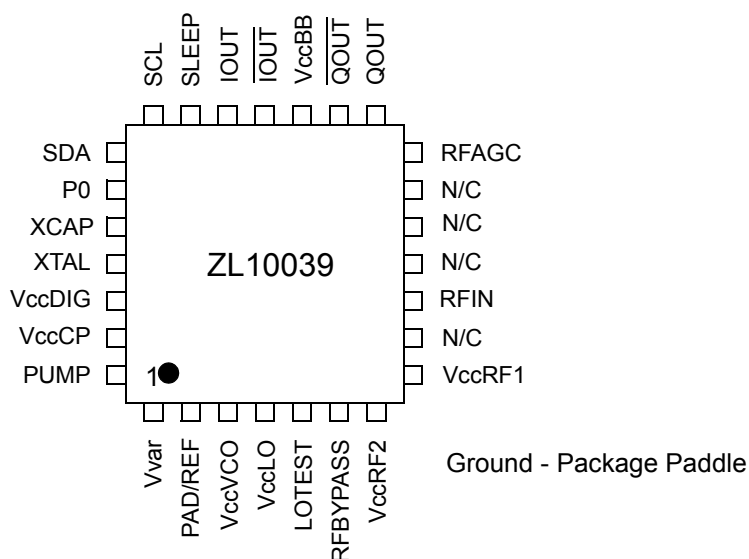 SCL
SLEEP
IOUT
IOUT
VccBB
QOUT
QOUT
SDA
P0
XCAP
XTAL
VccDIG
VccCP
PUMP
ZL10039
1
RFAGC
N/C
N/C
N/C
RFIN
N/C
VccRF1
Vvar
PAD/REF
VccVCO
VccLO
LOTEST
RFBYPASS
VccRF2
Ground - Package Paddle